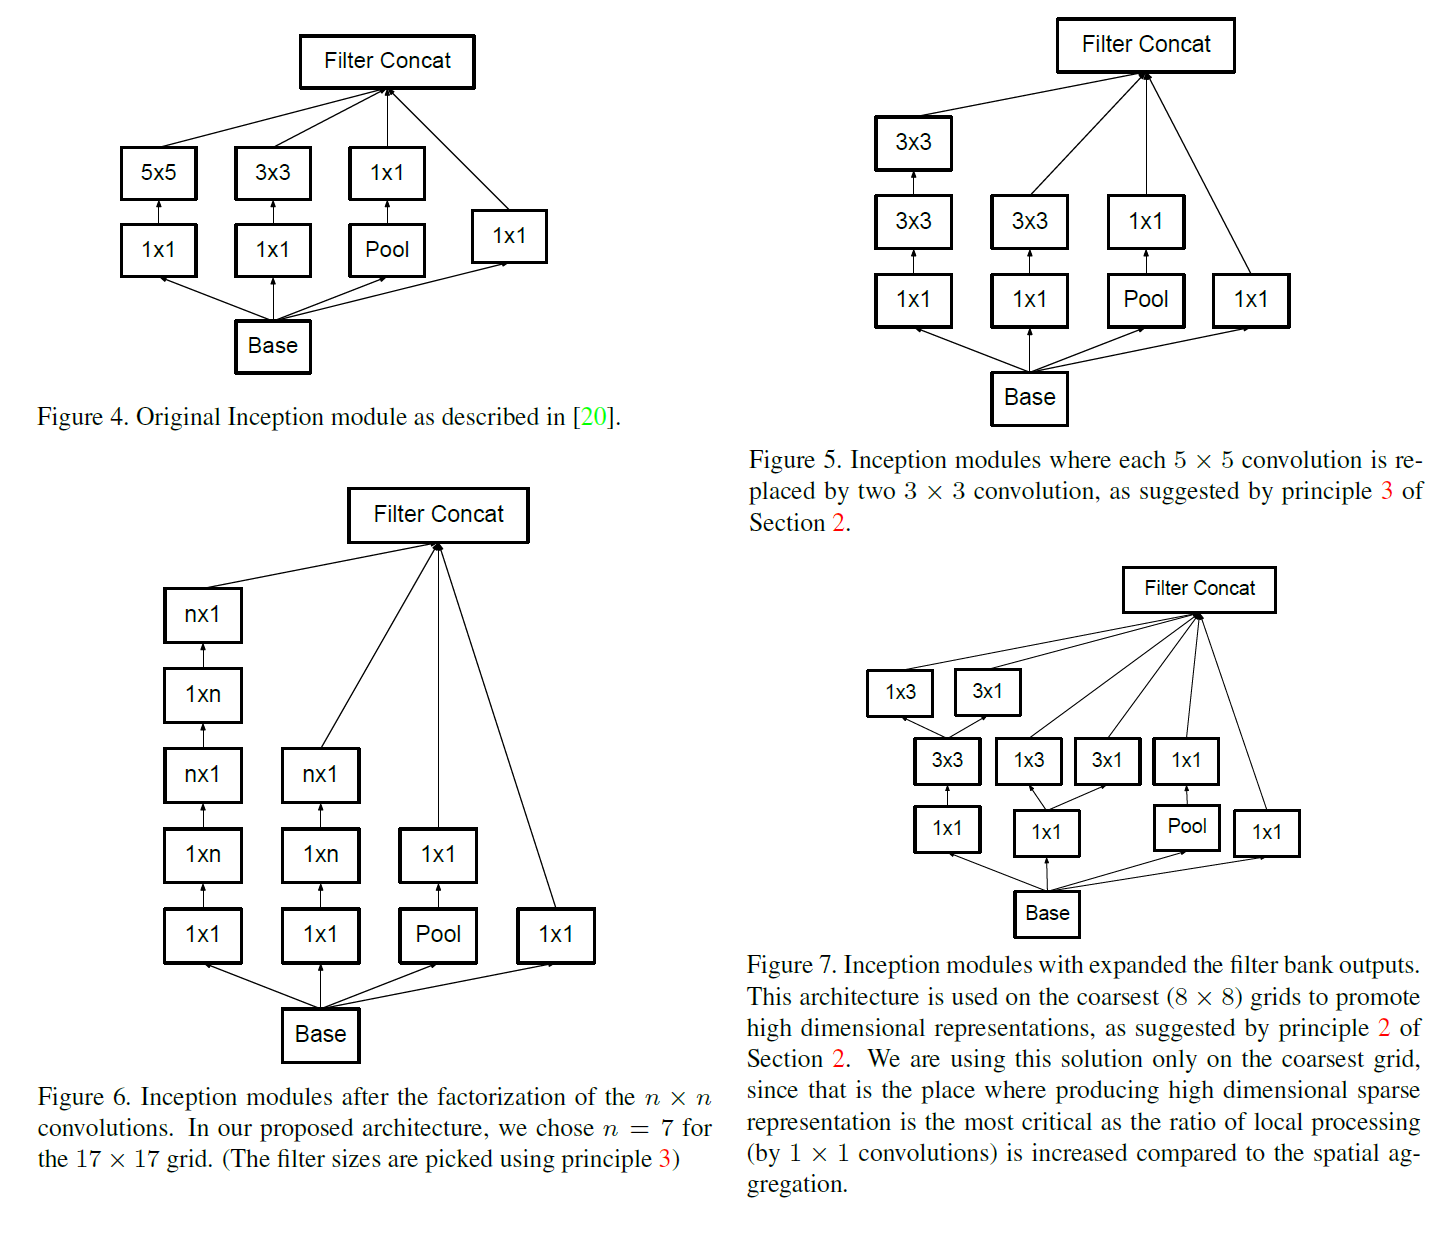 Filter Concat
5x5 3x3 1x1
1x1 1x1 Pool 1x1
Base
Figure 4. Original Inception module as described in [20].
Filter Concat
3x3
3x3 3x3 1x1
1x1 1x1 Pool 1x1
Base
Figure 5. Inception modules where each 5 × 5 convolution is re-
placed by two 3 × 3 convolution, as suggested by principle 3 of
Section 2.
Filter Concat
nx1
1xn
nx1 nx1
1xn 1xn 1x1
1x1 1x1 Pool 1x1
Base
Figure 6. Inception modules after the factorization of the n × n
convolutions. In our proposed architecture, we chose n = 7 for
the 17 × 17 grid. (The filter sizes are picked using principle 3)
Filter Concat
1x3 3x1
3x3 1x3 3x1 1x1
1x1 1x1 Pool 1x1
Base
Figure 7. Inception modules with expanded the filter bank outputs.
This architecture is used on the coarsest (8 × 8) grids to promote
high dimensional representations, as suggested by principle 2 of
Section 2. We are using this solution only on the coarsest grid,
since that is the place where producing high dimensional sparse
representation is the most critical as the ratio of local processing
(by 1 × 1 convolutions) is increased compared to the spatial ag-
gregation.